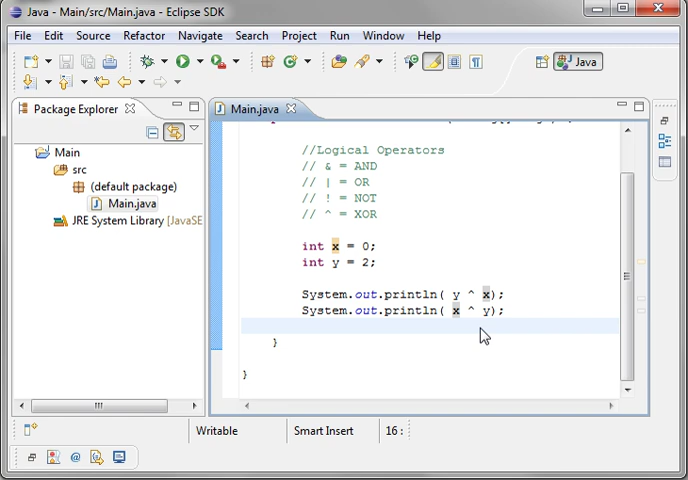 Java - Main/src/Main.java - Eclipse SDK
File Edit Source Refactor Navigate Search Project Run Window Help
Java
Package Explorer
Main.java
Main
src
(default package)
Main.java
JRE System Library [JavaSE
//Logical Operators
// & = AND
// | = OR
// ! = NOT
// ^ = XOR
int x = 0;
int y = 2;
System.out.println( y ^ x);
System.out.println( x ^ y);
}
}
Writable
Smart Insert
16 :